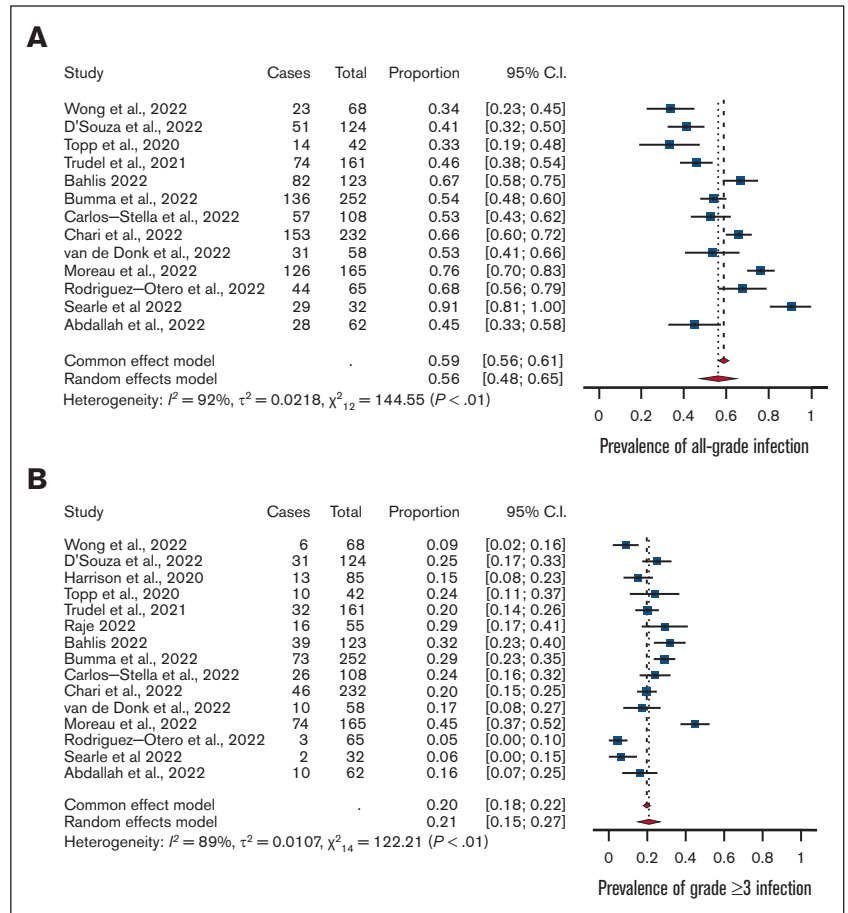 A
Study Cases Total Proportion 95% C.I.
Wong et al., 2022 23 68 0.34 [0.23; 0.45]
D'Souza et al., 2022 51 124 0.41 [0.32; 0.50]
Topp et al., 2020 14 42 0.33 [0.19; 0.48]
Trudel et al., 2021 74 161 0.46 [0.38; 0.54]
Bahlis 2022 82 123 0.67 [0.58; 0.75]
Bumma et al., 2022 136 252 0.54 [0.48; 0.60]
Carlos–Stella et al., 2022 57 108 0.53 [0.43; 0.62]
Chari et al., 2022 153 232 0.66 [0.60; 0.72]
van de Donk et al., 2022 31 58 0.53 [0.41; 0.66]
Moreau et al., 2022 126 165 0.76 [0.70; 0.83]
Rodriguez–Otero et al., 2022 44 65 0.68 [0.56; 0.79]
Searle et al 2022 29 32 0.91 [0.81; 1.00]
Abdallah et al., 2022 28 62 0.45 [0.33; 0.58]
Common effect model . 0.59 [0.56; 0.61]
Random effects model 0.56 [0.48; 0.65]
Heterogeneity: I² = 92%, τ² = 0.0218, χ²₁₂ = 144.55 (P < .01)
0 0.2 0.4 0.6 0.8 1
Prevalence of all-grade infection
B
Study Cases Total Proportion 95% C.I.
Wong et al., 2022 6 68 0.09 [0.02; 0.16]
D'Souza et al., 2022 31 124 0.25 [0.17; 0.33]
Harrison et al., 2020 13 85 0.15 [0.08; 0.23]
Topp et al., 2020 10 42 0.24 [0.11; 0.37]
Trudel et al., 2021 32 161 0.20 [0.14; 0.26]
Raje 2022 16 55 0.29 [0.17; 0.41]
Bahlis 2022 39 123 0.32 [0.23; 0.40]
Bumma et al., 2022 73 252 0.29 [0.23; 0.35]
Carlos–Stella et al., 2022 26 108 0.24 [0.16; 0.32]
Chari et al., 2022 46 232 0.20 [0.15; 0.25]
van de Donk et al., 2022 10 58 0.17 [0.08; 0.27]
Moreau et al., 2022 74 165 0.45 [0.37; 0.52]
Rodriguez–Otero et al., 2022 3 65 0.05 [0.00; 0.10]
Searle et al 2022 2 32 0.06 [0.00; 0.15]
Abdallah et al., 2022 10 62 0.16 [0.07; 0.25]
Common effect model . 0.20 [0.18; 0.22]
Random effects model 0.21 [0.15; 0.27]
Heterogeneity: I² = 89%, τ² = 0.0107, χ²₁₄ = 122.21 (P < .01)
0 0.2 0.4 0.6 0.8 1
Prevalence of grade ≥3 infection